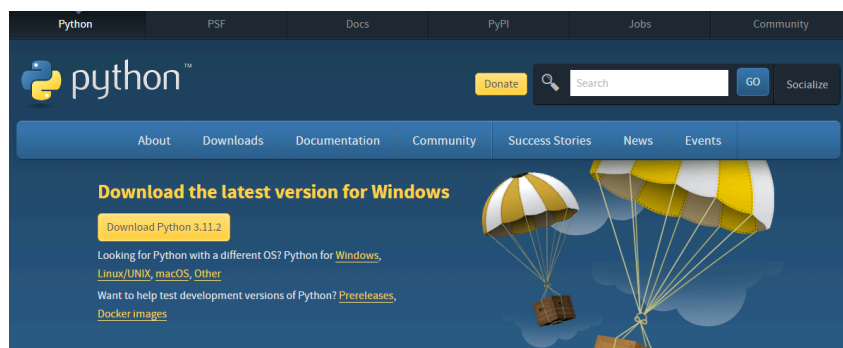 Python PSF Docs PyPI Jobs Community
python™
Donate Search GO Socialize
About Downloads Documentation Community Success Stories News Events
Download the latest version for Windows
Download Python 3.11.2
Looking for Python with a different OS? Python for Windows,
Linux/UNIX, macOS, Other
Want to help test development versions of Python? Prereleases,
Docker images